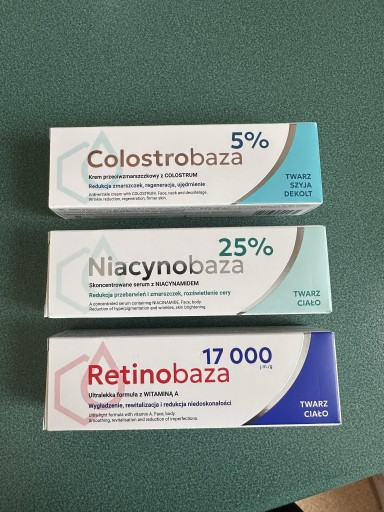 5%
Colostrobaza
Krem przeciwzmarszczkowy z COLOSTRUM
Redukcja zmarszczek, regeneracja, ujędrnienie
Anti-wrinkle cream with COLOSTRUM. Face, neck and decolletage.
Wrinkle reduction, regeneration, firmer skin.
TWARZ
SZYJA
DEKOLT
25%
Niacynobaza
Skoncentrowane serum z NIACYNAMIDEM
Redukcja przebarwień i zmarszczek, rozświetlenie cery
A concentrated serum containing NIACINAMIDE. Face, body.
Reduction of hyperpigmentation and wrinkles, skin brightening.
TWARZ
CIAŁO
17 000
j.m./g
Retinobaza
Ultralekka formuła z WITAMINĄ A
Wygładzenie, rewitalizacja i redukcja niedoskonałości
Ultra-light formula with vitamin A. Face, body.
Smoothing, revitalisation and reduction of imperfections.
TWARZ
CIAŁO